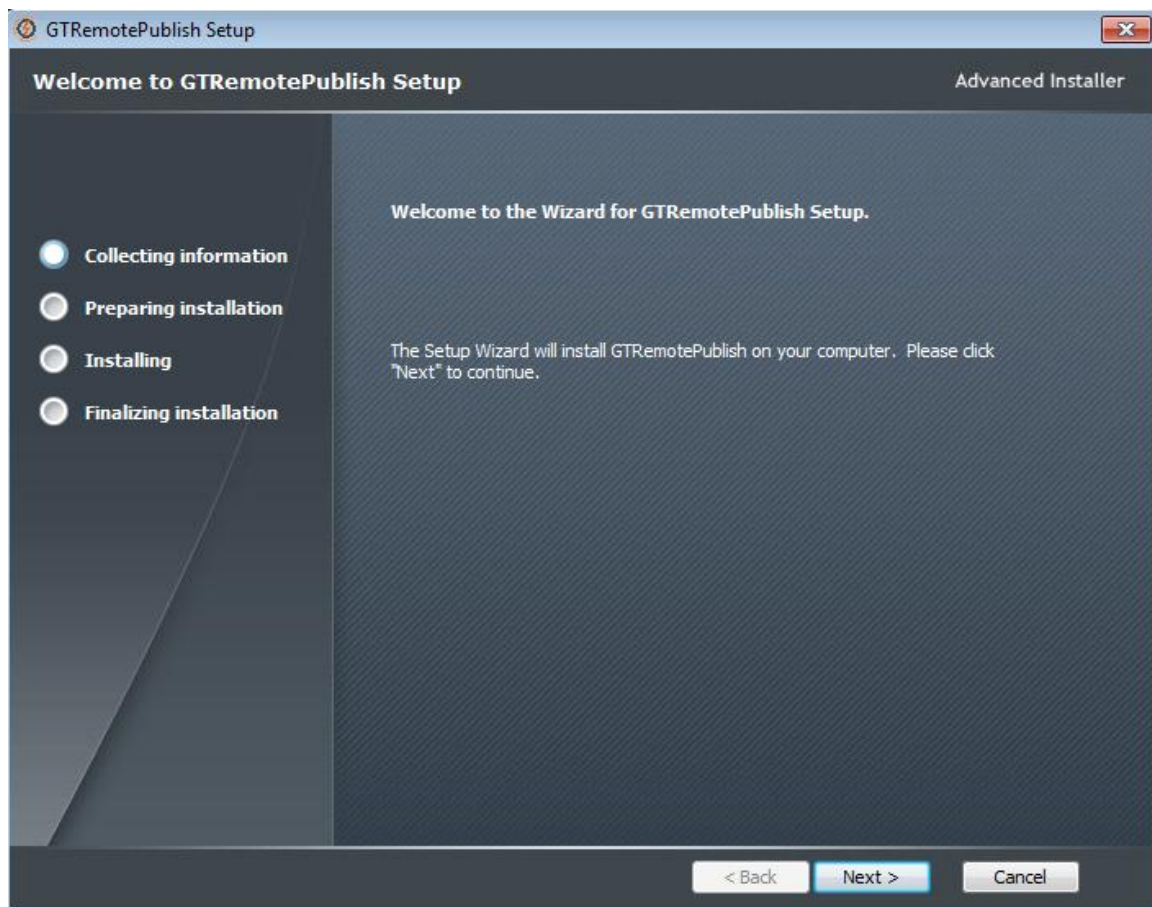 GTRemotePublish Setup
Welcome to GTRemotePublish Setup
Advanced Installer
Collecting information
Preparing installation
Installing
Finalizing installation
Welcome to the Wizard for GTRemotePublish Setup.
The Setup Wizard will install GTRemotePublish on your computer.  Please click
"Next" to continue.
< Back
Next >
Cancel